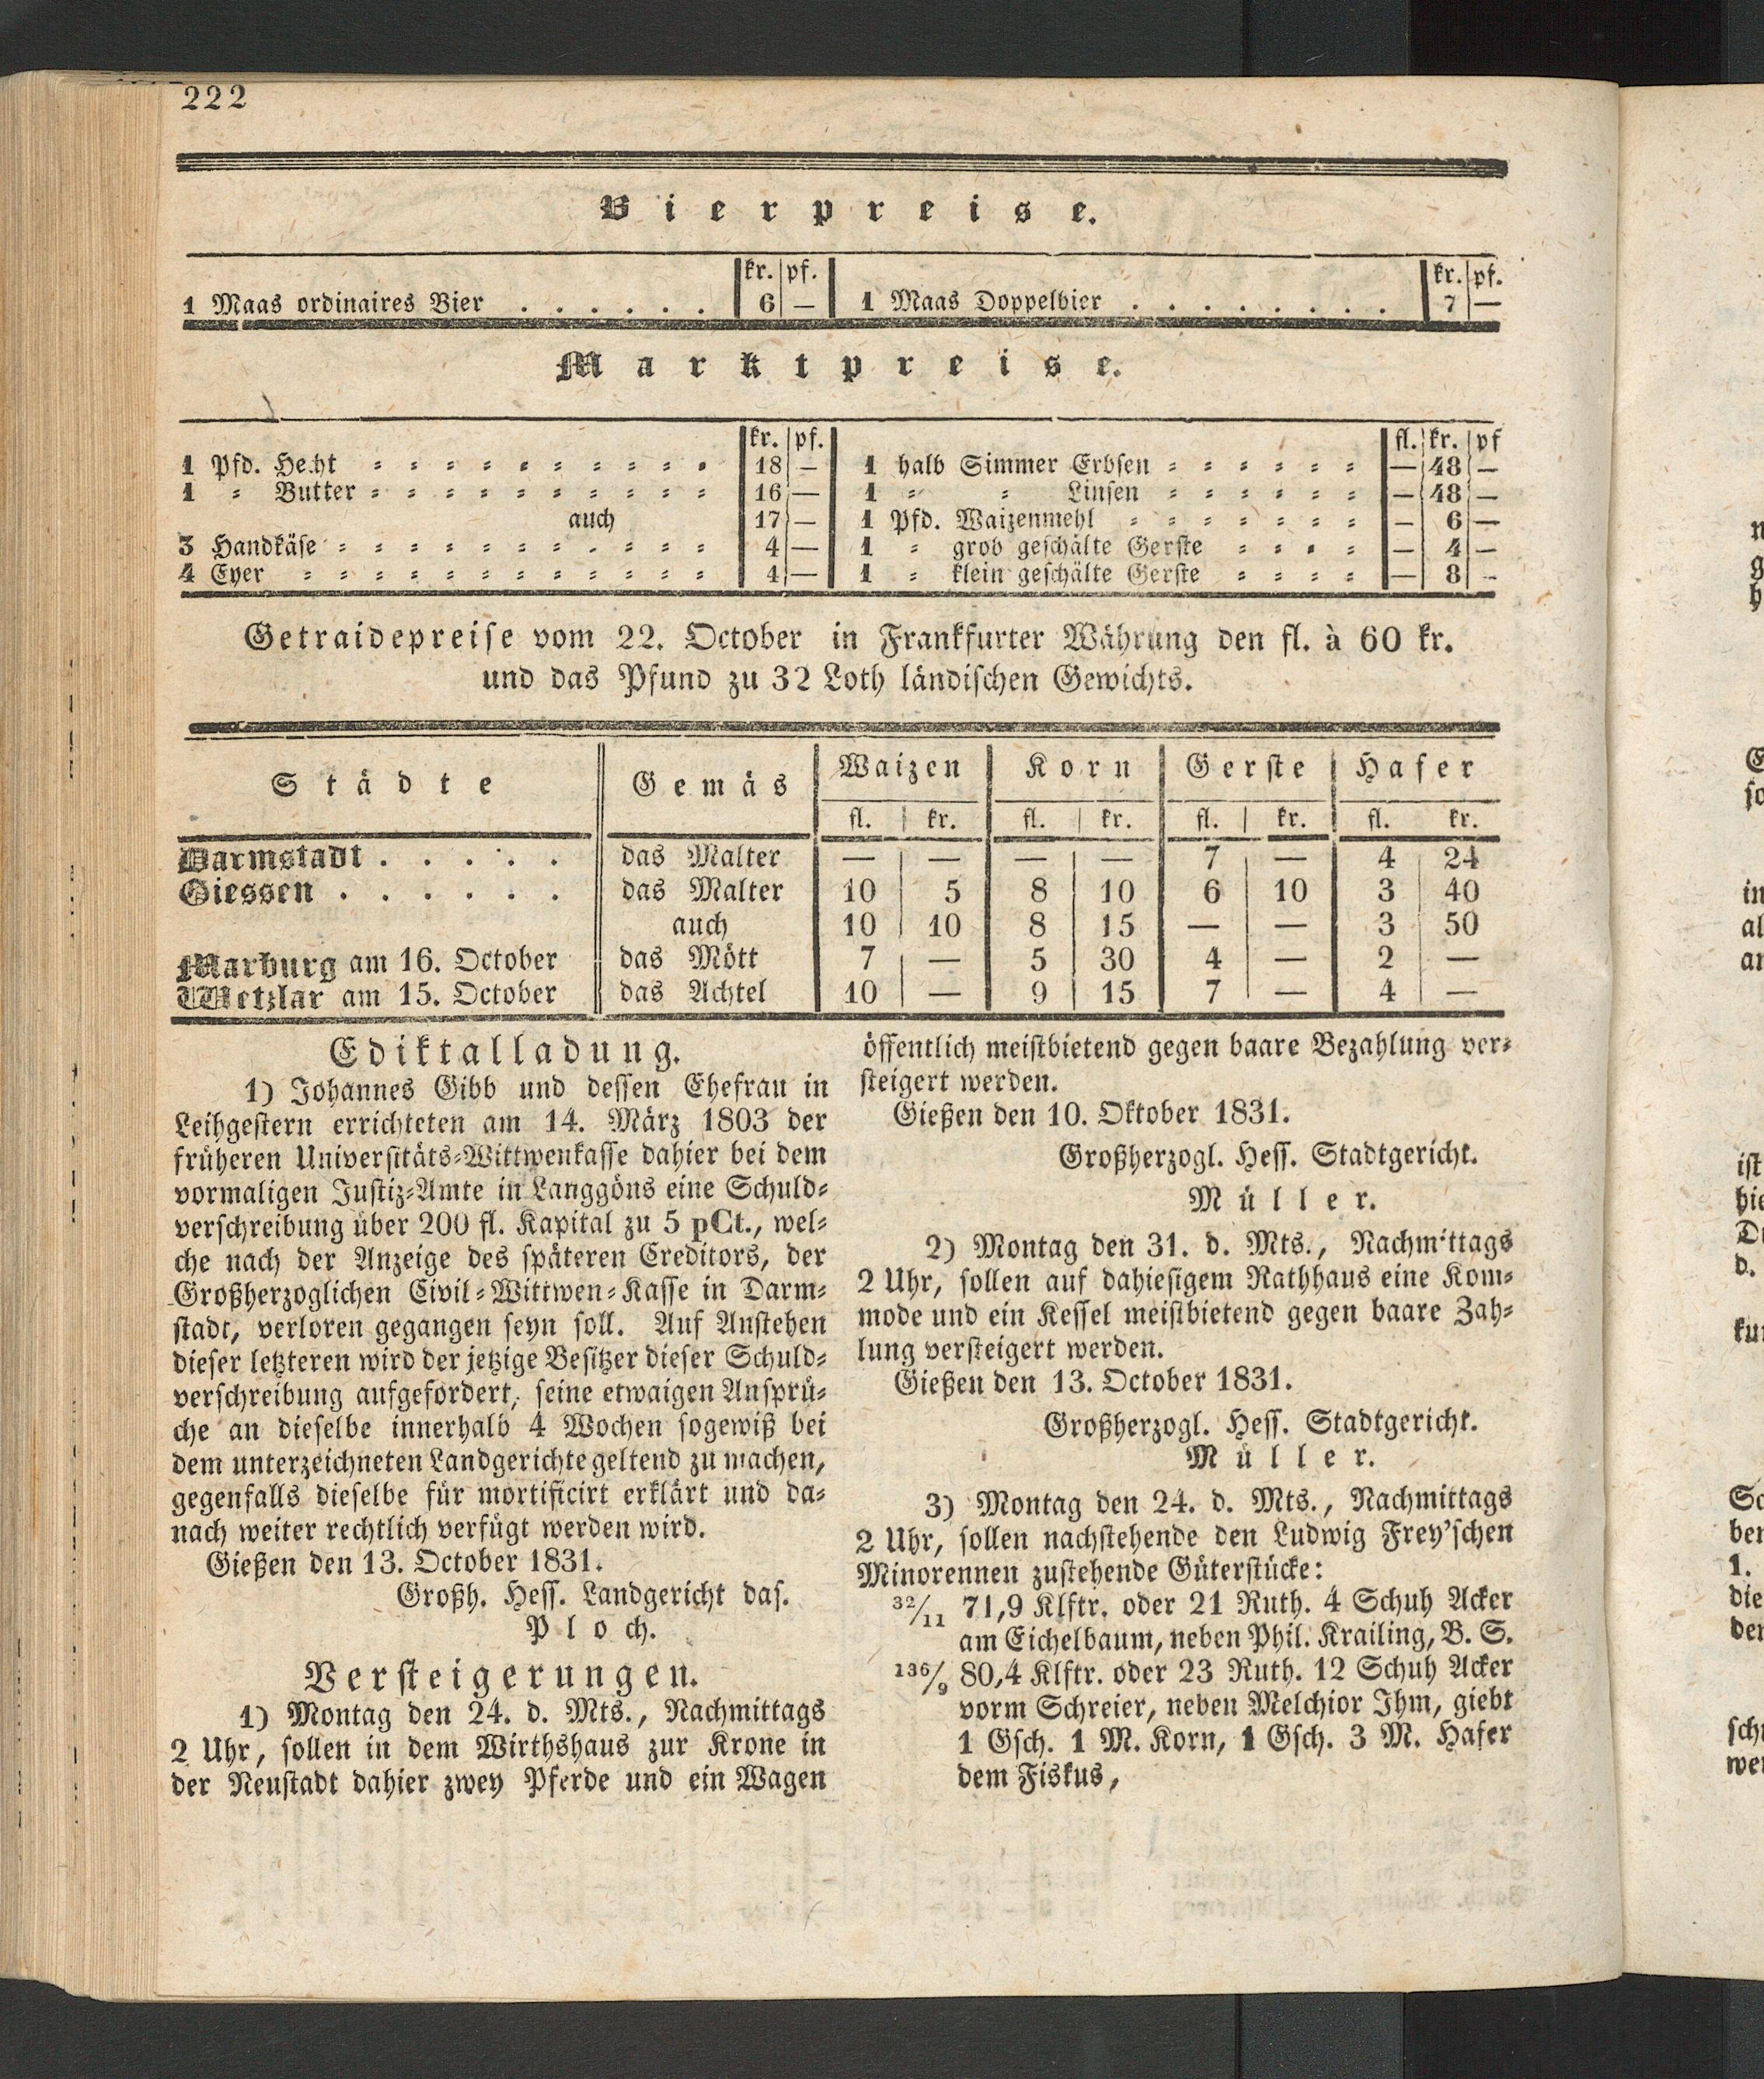 222
Bierpreise.
kr. pf. kr. pf.
1 Maas ordinaires Bier . . . . . . 6 — 1 Maas Doppelbier . . . . . . . . 7 —
Marktpreise.
kr. pf. fl. kr. pf
1 Pfd. Hecht 18 — 1 halb Simmer Erbsen — 48 —
1 = Butter 16 — 1 = = Linsen — 48 —
auch 17 — 1 Pfd. Waizenmehl — 6 —
3 Handkäse 4 — 1 = grob geschälte Gerste — 4 —
4 Eyer 4 — 1 = klein geschälte Gerste — 8 —
Getraidepreise vom 22. October in Frankfurter Währung den fl. à 60 kr.
und das Pfund zu 32 Loth ländischen Gewichts.
Städte Gemäs Waizen Korn Gerste Hafer
fl. kr. fl. kr. fl. kr. fl. kr.
Darmstadt . . . . . das Malter — — — — 7 — 4 24
Giessen . . . . . . das Malter 10 5 8 10 6 10 3 40
auch 10 10 8 15 — — 3 50
Marburg am 16. October das Mött 7 — 5 30 4 — 2 —
Wetzlar am 15. October das Achtel 10 — 9 15 7 — 4 —
Ediktalladung.
1) Johannes Gibb und dessen Ehefrau in
Leihgestern errichteten am 14. März 1803 der
früheren Universitäts=Wittwenkasse dahier bei dem
vormaligen Justiz=Amte in Langgöns eine Schuld=
verschreibung über 200 fl. Kapital zu 5 pCt., wel=
che nach der Anzeige des späteren Creditors, der
Großherzoglichen Civil=Wittwen=Kasse in Darm=
stadt, verloren gegangen seyn soll. Auf Anstehen
dieser letzteren wird der jetzige Besitzer dieser Schuld=
verschreibung aufgefordert, seine etwaigen Ansprü=
che an dieselbe innerhalb 4 Wochen sogewiß bei
dem unterzeichneten Landgerichte geltend zu machen,
gegenfalls dieselbe für mortificirt erklärt und da=
nach weiter rechtlich verfügt werden wird.
Gießen den 13. October 1831.
Großh. Hess. Landgericht das.
Ploch.
Versteigerungen.
1) Montag den 24. d. Mts., Nachmittags
2 Uhr, sollen in dem Wirthshaus zur Krone in
der Neustadt dahier zwey Pferde und ein Wagen
öffentlich meistbietend gegen baare Bezahlung ver=
steigert werden.
Gießen den 10. Oktober 1831.
Großherzogl. Hess. Stadtgericht.
Müller.
2) Montag den 31. d. Mts., Nachmittags
2 Uhr, sollen auf dahiesigem Rathhaus eine Kom=
mode und ein Kessel meistbietend gegen baare Zah=
lung versteigert werden.
Gießen den 13. October 1831.
Großherzogl. Hess. Stadtgericht.
Müller.
3) Montag den 24. d. Mts., Nachmittags
2 Uhr, sollen nachstehende den Ludwig Frey'schen
Minorennen zustehende Güterstücke:
32/11 71,9 Klftr. oder 21 Ruth. 4 Schuh Acker
am Eichelbaum, neben Phil. Krailing, B. S.
136/9 80,4 Klftr. oder 23 Ruth. 12 Schuh Acker
vorm Schreier, neben Melchior Ihm, giebt
1 Gsch. 1 M. Korn, 1 Gsch. 3 M. Hafer
dem Fiskus,